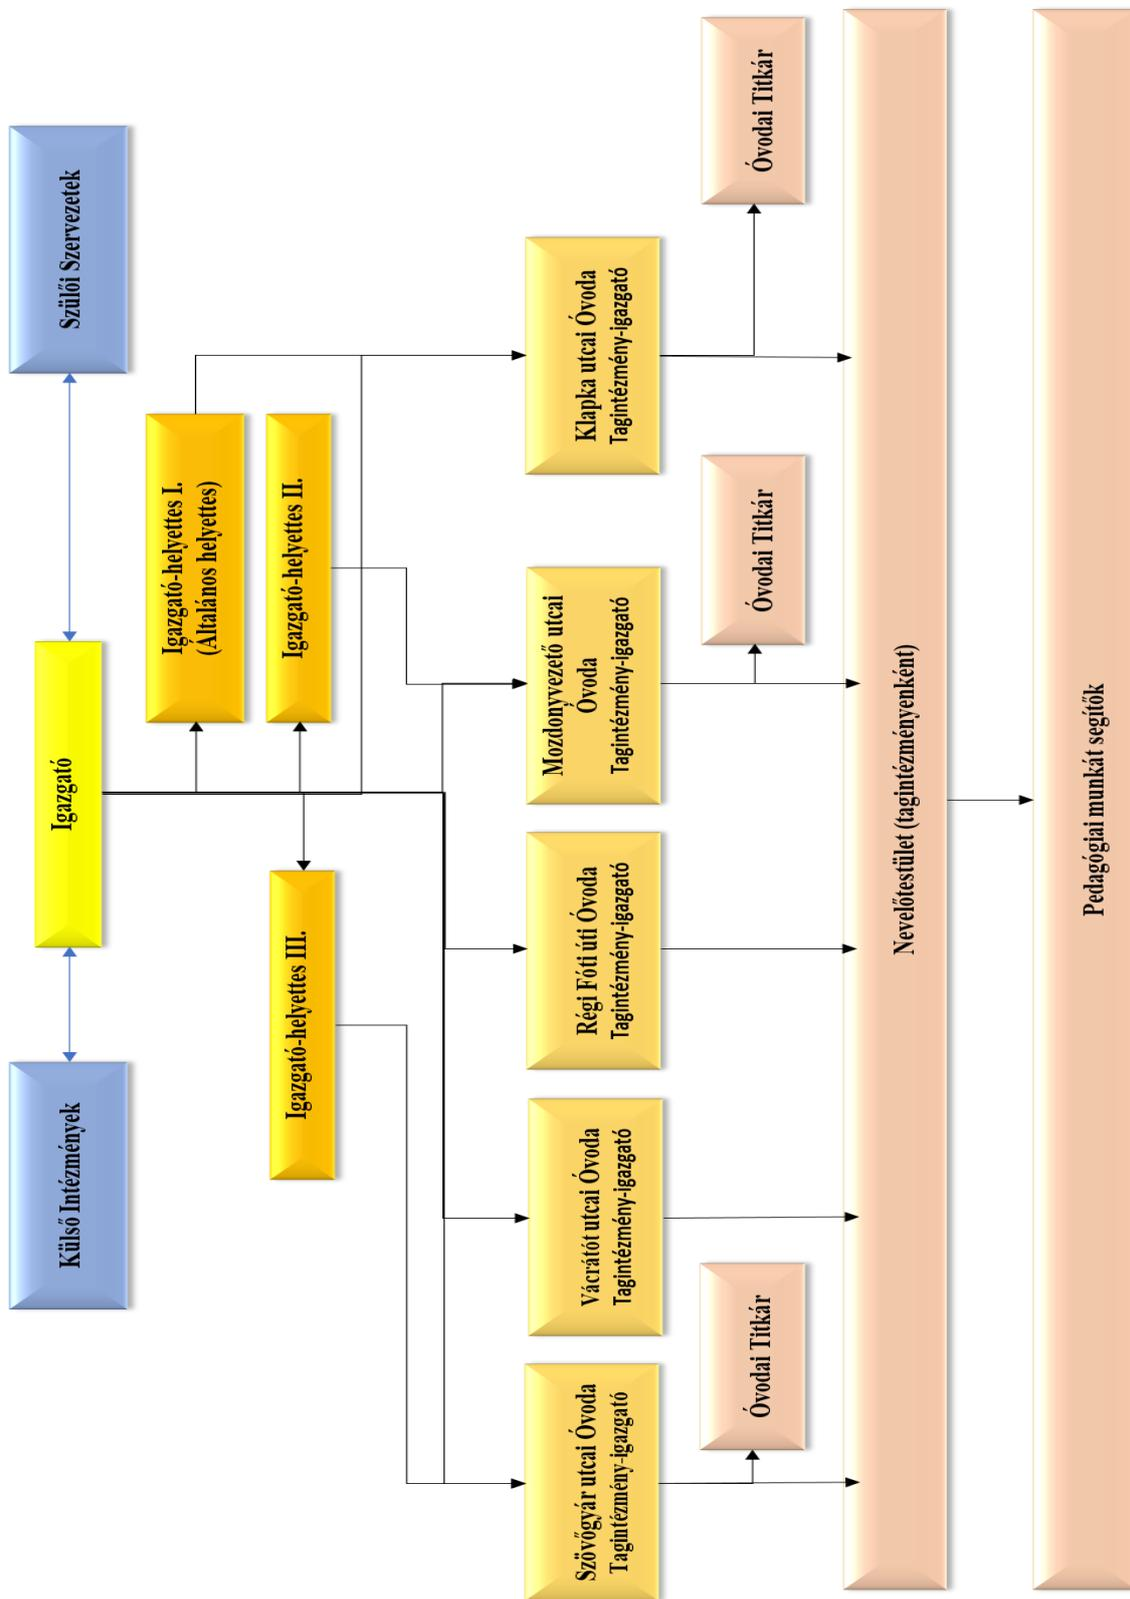 Külső Intézmények
Igazgató
Szülői Szervezetek
Igazgató-helyettes I.
(Általános helyettes)
Igazgató-helyettes III.
Igazgató-helyettes II.
Szövőgyár utcai Óvoda
Tagintézmény-igazgató
Vácrátót utcai Óvoda
Tagintézmény-igazgató
Régi Fóti úti Óvoda
Tagintézmény-igazgató
Mozdonyvezető utcai
Óvoda
Tagintézmény-igazgató
Klapka utcai Óvoda
Tagintézmény-igazgató
Óvodai Titkár
Óvodai Titkár
Óvodai Titkár
Nevelőtestület (tagintézményenként)
Pedagógiai munkát segítők